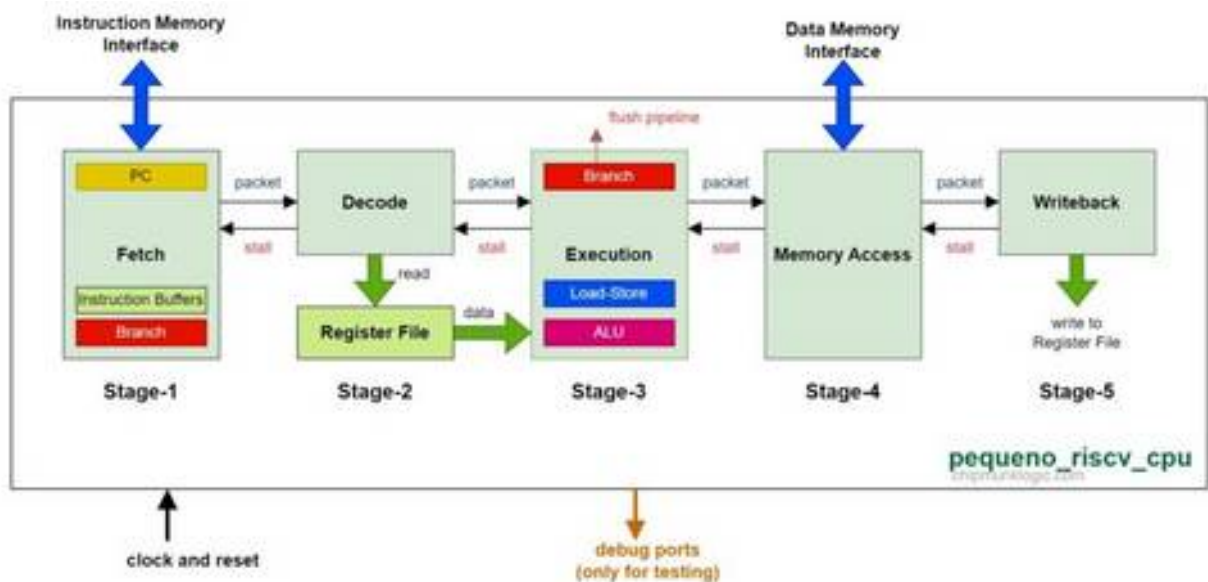 Instruction Memory
Interface
Data Memory
Interface
flush pipeline
PC
Fetch
Instruction Buffers
Branch
packet
stall
Decode
read
Register File
data
packet
stall
Branch
Execution
Load-Store
ALU
packet
stall
Memory Access
packet
stall
Writeback
write to
Register File
Stage-1
Stage-2
Stage-3
Stage-4
Stage-5
pequeno_riscv_cpu
chipmunklogic.com
clock and reset
debug ports
(only for testing)